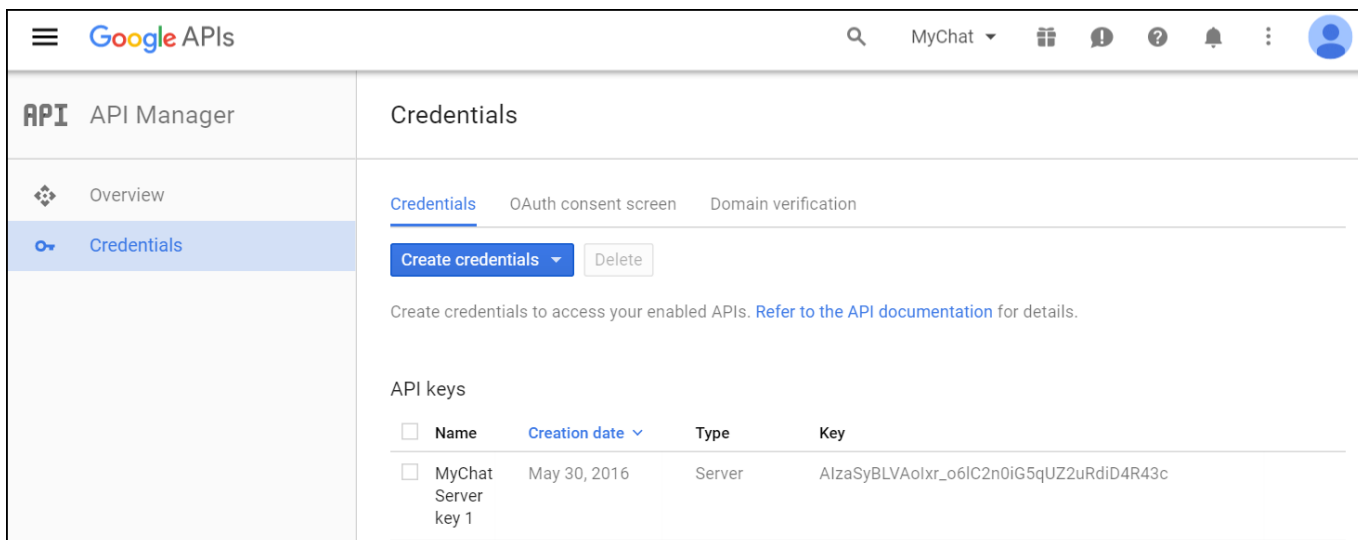 Google APIs
MyChat
API API Manager
Credentials
Overview
Credentials
Credentials OAuth consent screen Domain verification
Create credentials Delete
Create credentials to access your enabled APIs. Refer to the API documentation for details.
API keys
Name Creation date Type Key
MyChat Server key 1 May 30, 2016 Server AIzaSyBLVAoIxr_o6lC2n0iG5qUZ2uRdiD4R43c